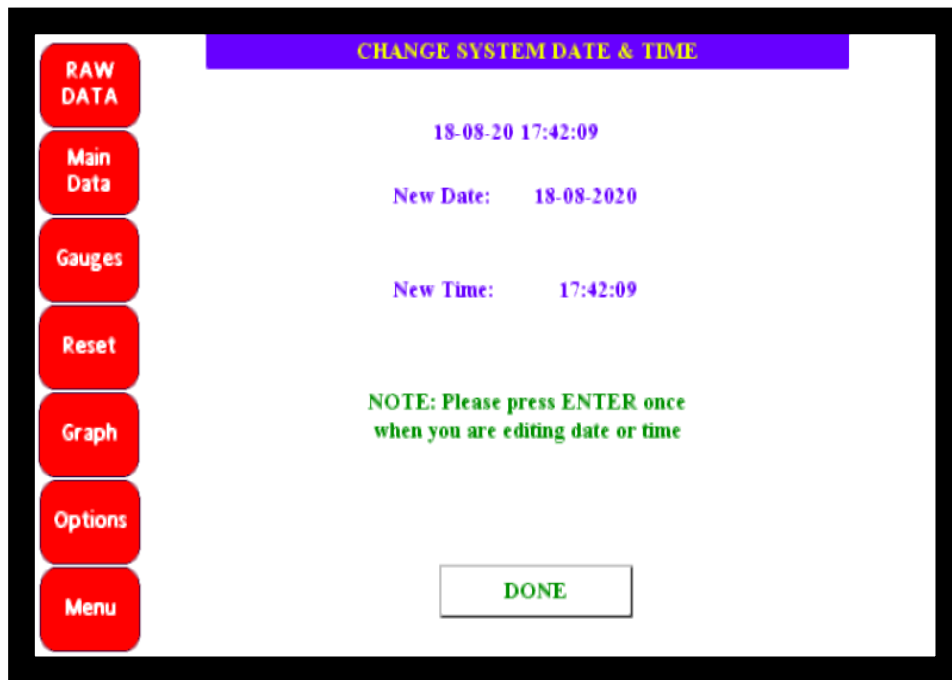 CHANGE SYSTEM DATE & TIME
RAW
DATA
Main
Data
Gauges
Reset
Graph
Options
Menu
18-08-20 17:42:09
New Date: 18-08-2020
New Time: 17:42:09
NOTE: Please press ENTER once
when you are editing date or time
DONE